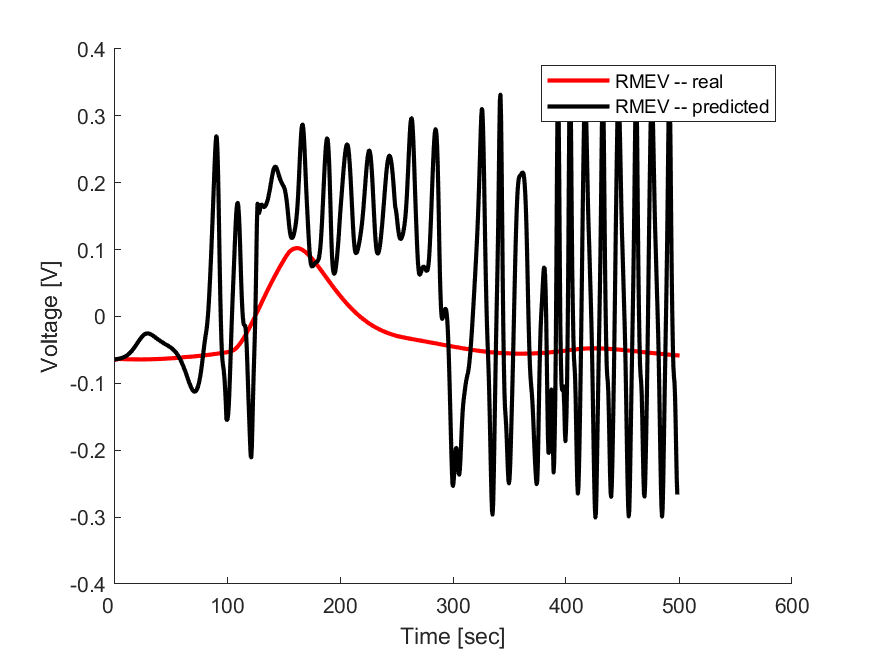 0.4
0.3
0.2
0.1
0
-0.1
-0.2
-0.3
-0.4
Voltage [V]
RMEV -- real
RMEV -- predicted
0 100 200 300 400 500 600
Time [sec]